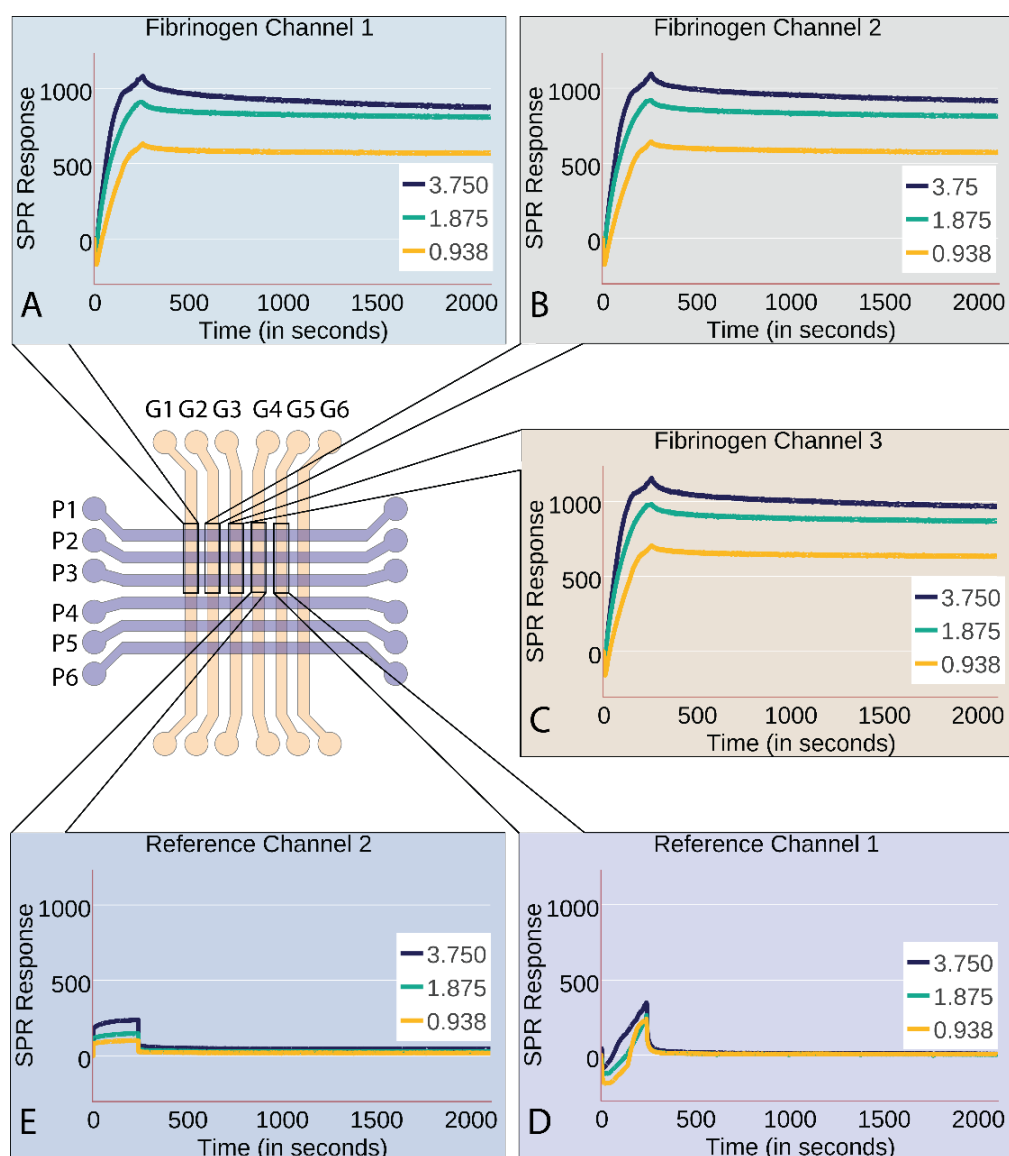 Fibrinogen Channel 1
SPR Response
1000
500
0
3.750
1.875
0.938
0 500 1000 1500 2000
Time (in seconds)
A
Fibrinogen Channel 2
SPR Response
1000
500
0
3.75
1.875
0.938
0 500 1000 1500 2000
Time (in seconds)
B
G1 G2 G3 G4 G5 G6
P1
P2
P3
P4
P5
P6
Fibrinogen Channel 3
SPR Response
1000
500
0
3.750
1.875
0.938
0 500 1000 1500 2000
Time (in seconds)
C
Reference Channel 2
SPR Response
1000
500
0
3.750
1.875
0.938
0 500 1000 1500 2000
Time (in seconds)
E
Reference Channel 1
SPR Response
1000
500
0
3.750
1.875
0.938
0 500 1000 1500 2000
Time (in seconds)
D